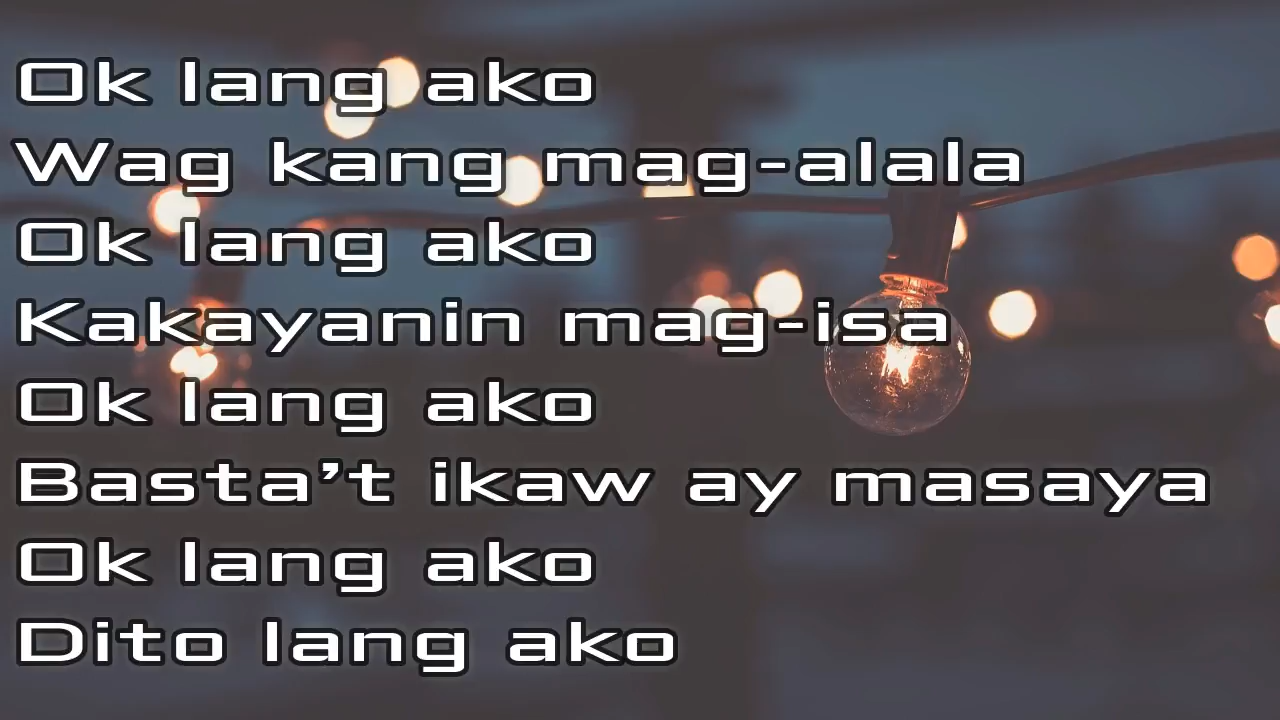 Ok lang ako
Wag kang mag-alala
Ok lang ako
Kakayanin mag-isa
Ok lang ako
Basta’t ikaw ay masaya
Ok lang ako
Dito lang ako